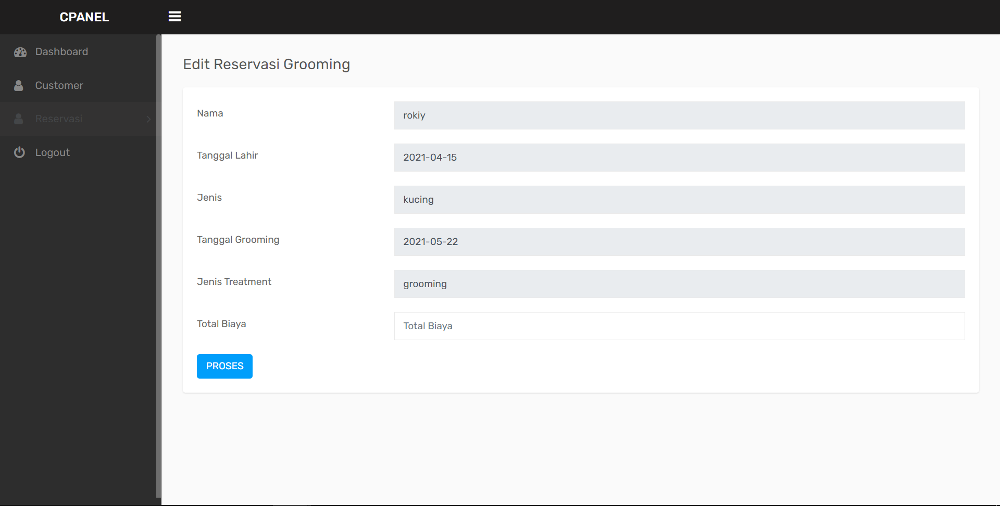 CPANEL
Dashboard
Customer
Reservasi
Logout
Edit Reservasi Grooming
Nama
rokiy
Tanggal Lahir
2021-04-15
Jenis
kucing
Tanggal Grooming
2021-05-22
Jenis Treatment
grooming
Total Biaya
Total Biaya
PROSES